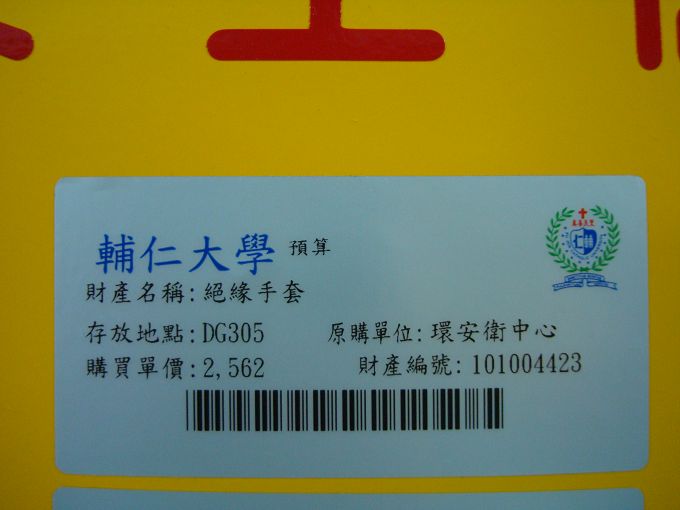 輔仁大學 預算
財產名稱：絕緣手套
存放地點：DG305 原購單位：環安衛中心
購買單價：2,562 財產編號：101004423